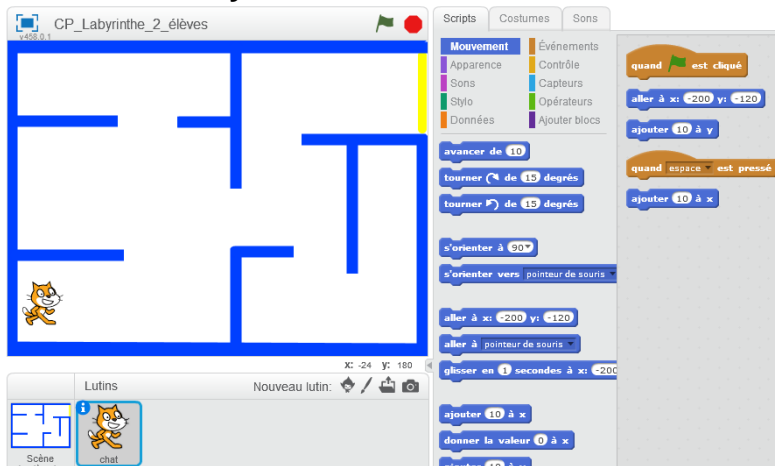 CP_Labyrinthe_2_élèves
v458.0.1
x: -24 y: 180
Lutins
Nouveau lutin:
Scène
chat
Scripts
Costumes
Sons
Mouvement
Événements
Apparence
Contrôle
Sons
Capteurs
Stylo
Opérateurs
Données
Ajouter blocs
avancer de 10
tourner de 15 degrés
tourner de 15 degrés
s'orienter à 90
s'orienter vers pointeur de souris
aller à x: -200 y: -120
aller à pointeur de souris
glisser en 1 secondes à x: -200
ajouter 10 à x
donner la valeur 0 à x
quand est cliqué
aller à x: -200 y: -120
ajouter 10 à y
quand espace est pressé
ajouter 10 à x